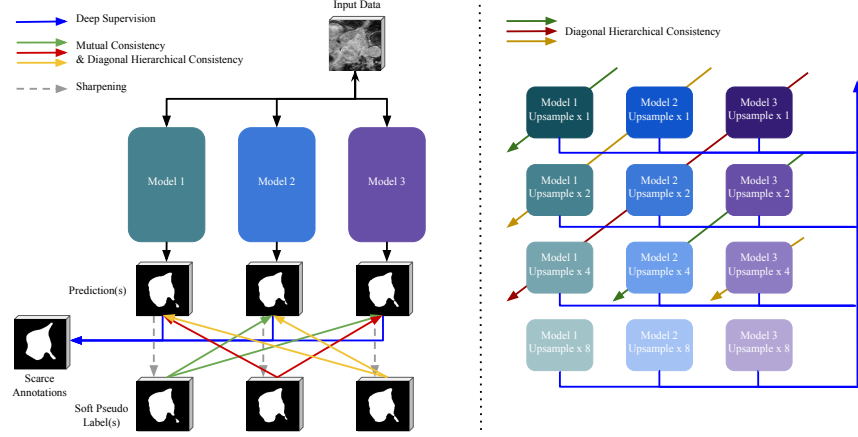 Input Data
Deep Supervision
Mutual Consistency
& Diagonal Hierarchical Consistency
Sharpening
Model 1
Model 2
Model 3
Prediction(s)
Scarce
Annotations
Soft Pseudo
Label(s)
Diagonal Hierarchical Consistency
Model 1
Upsample x 1
Model 2
Upsample x 1
Model 3
Upsample x 1
Model 1
Upsample x 2
Model 2
Upsample x 2
Model 3
Upsample x 2
Model 1
Upsample x 4
Model 2
Upsample x 4
Model 3
Upsample x 4
Model 1
Upsample x 8
Model 2
Upsample x 8
Model 3
Upsample x 8